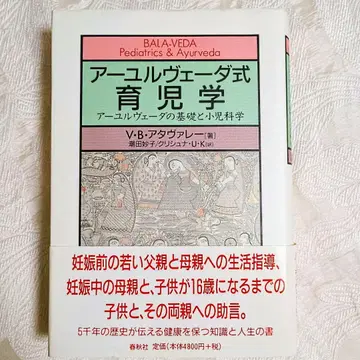 BALA-VEDA
Pediatrics & Ayurveda
アーユルヴェーダ式
育児学
アーユルヴェーダの基礎と小児科学
V・B・アタヴァレー[著]
潮田妙子/クリシュナ・U・K[訳]
妊娠前の若い父親と母親への生活指導、
妊娠中の母親と、子供が16歳になるまでの
子供と、その両親への助言。
5千年の歴史が伝える健康を保つ知識と人生の書
春秋社 定価(本体4800円+税)